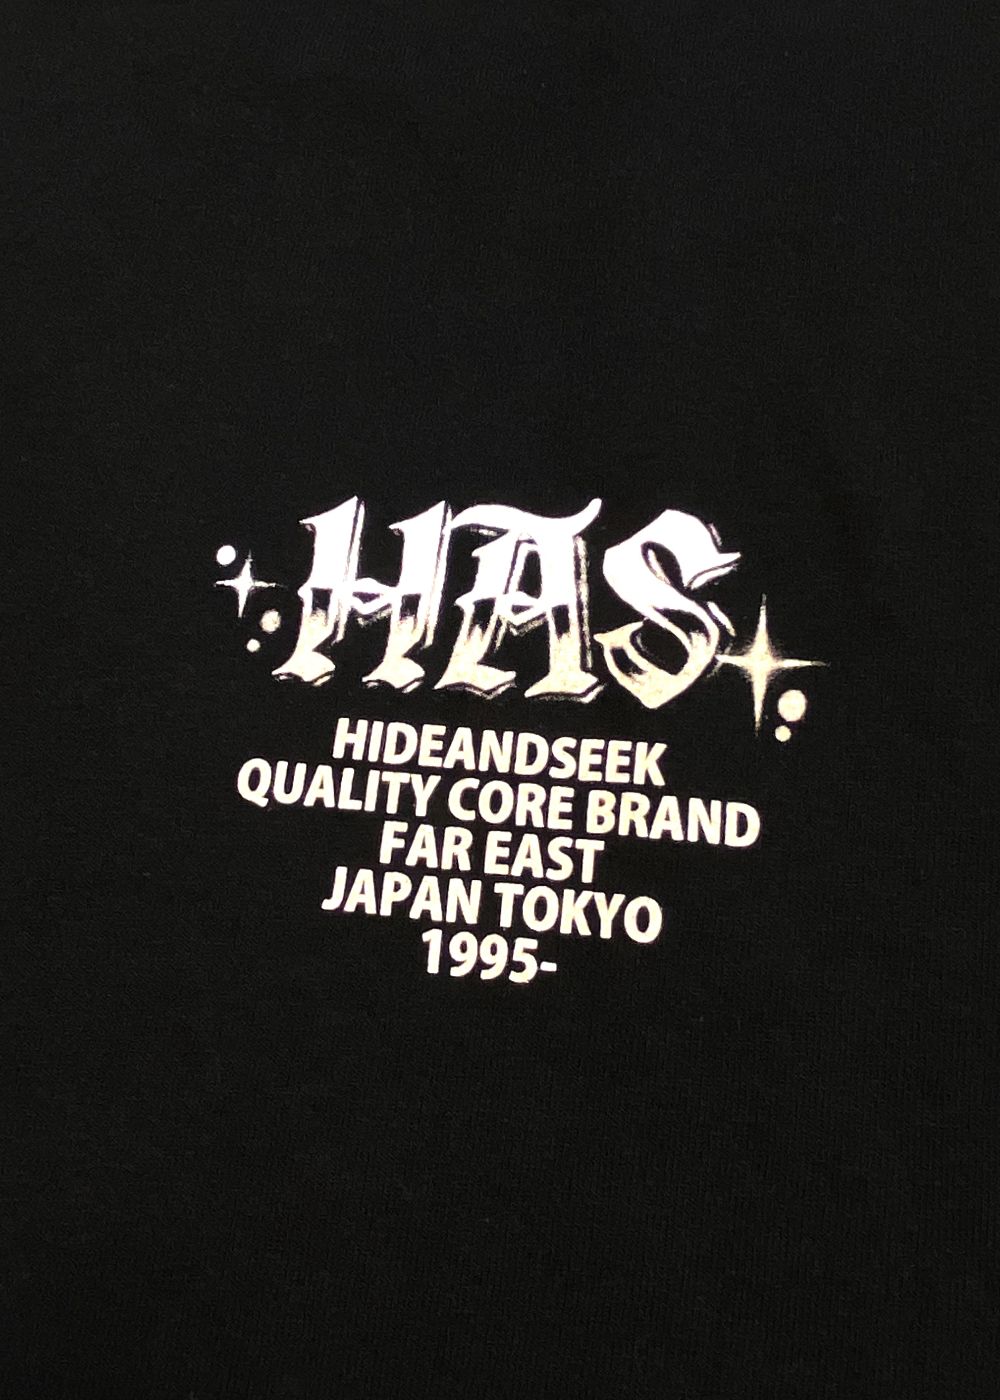 HAS
HIDEANDSEEK
QUALITY CORE BRAND
FAR EAST
JAPAN TOKYO
1995-